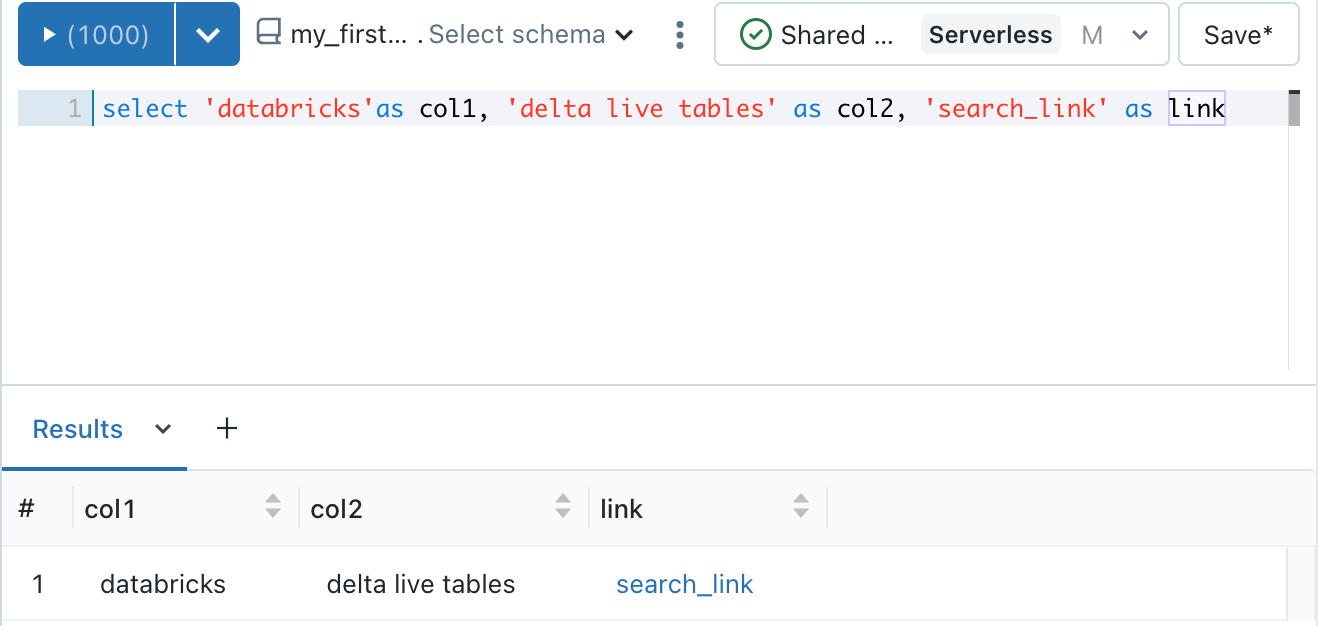 (1000) my_first... . Select schema Shared ... Serverless M Save*
1 select 'databricks'as col1, 'delta live tables' as col2, 'search_link' as link
Results +
# col1 col2 link
1 databricks delta live tables search_link